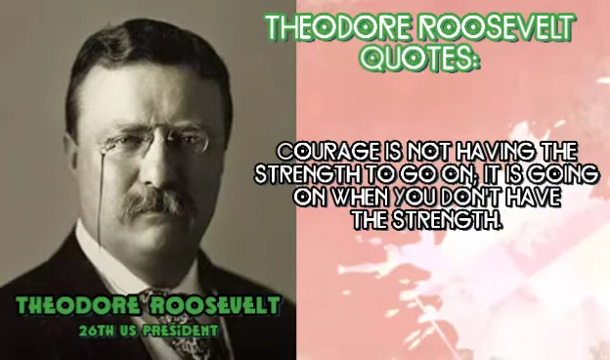 THEODORE ROOSEVELT
QUOTES:
COURAGE IS NOT HAVING THE
STRENGTH TO GO ON, IT IS GOING
ON WHEN YOU DON'T HAVE
THE STRENGTH.
THEODORE ROOSEVELT
26TH US PRESIDENT